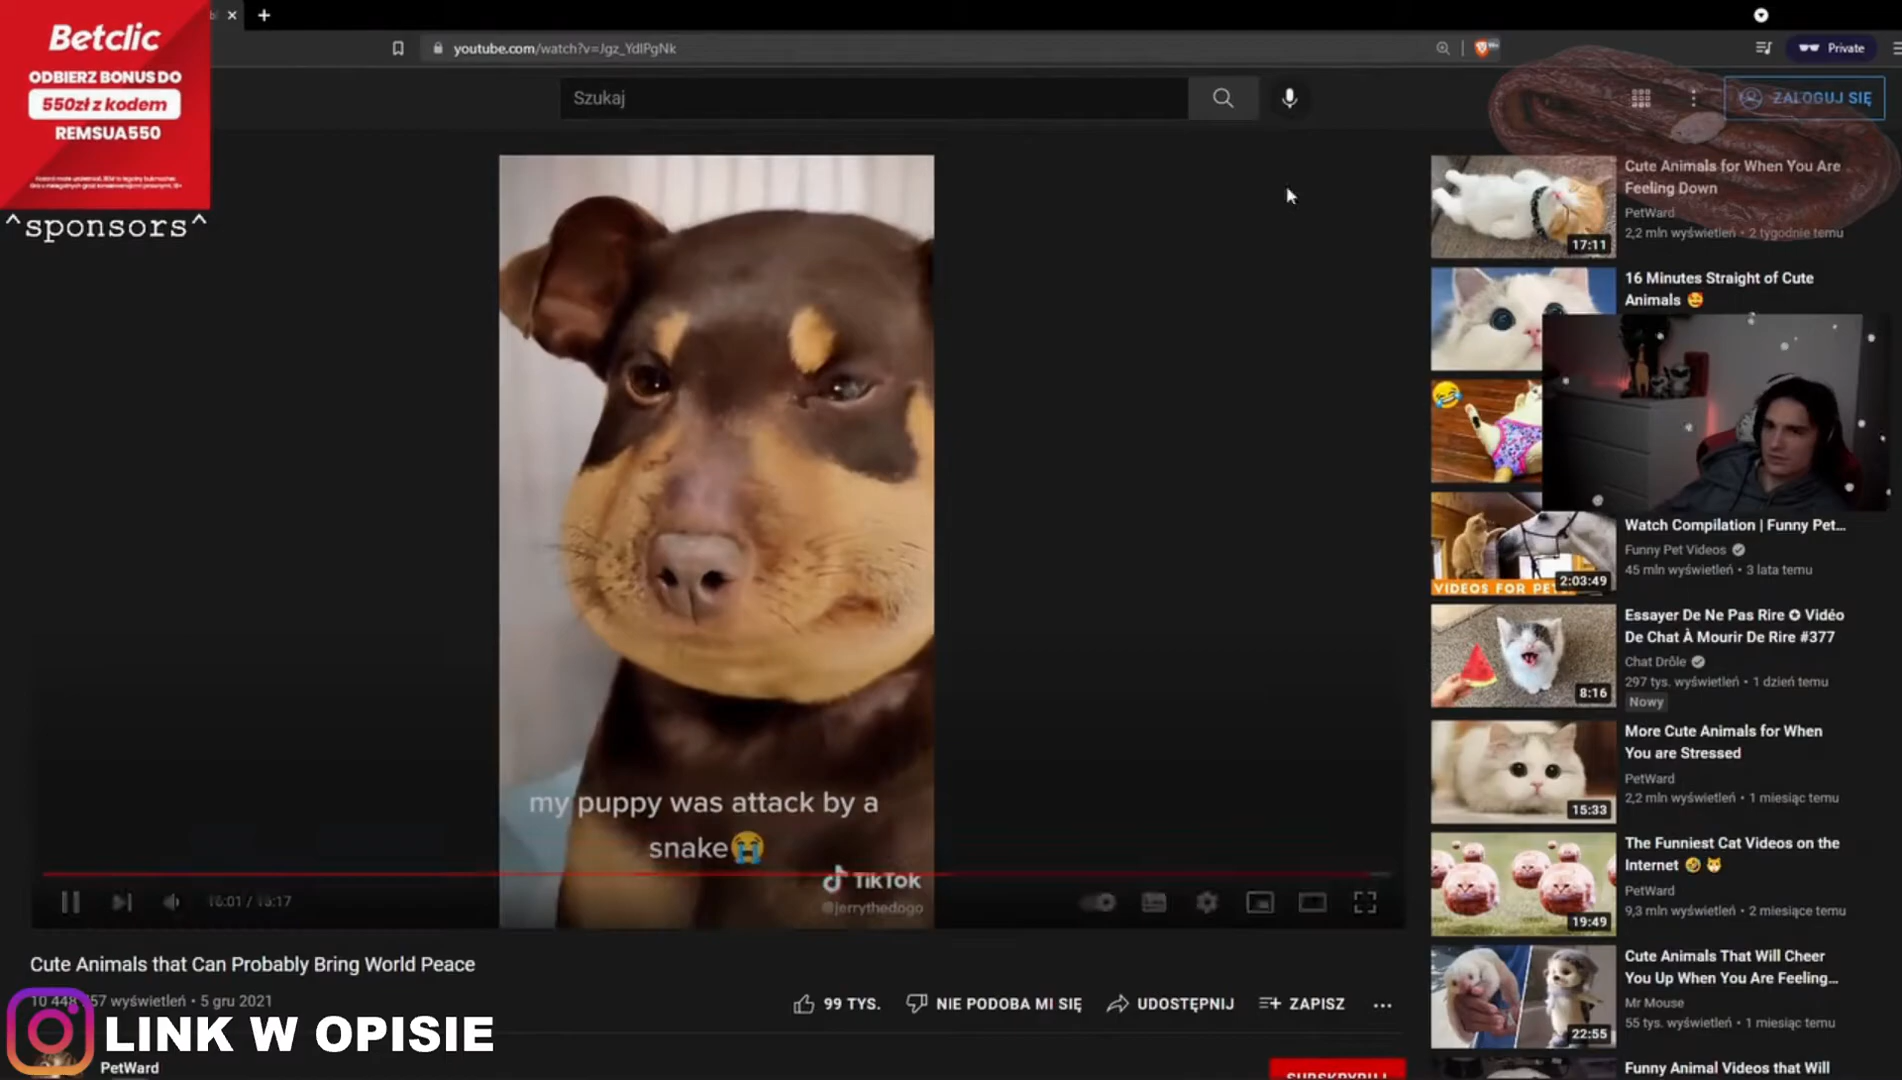 Betclic
ODBIERZ BONUS DO
550zł z kodem
REMSUA550
^sponsors^
youtube.com/watch?v=Jgz_YdlPgNk
Private
Szukaj
ZALOGUJ SIĘ
my puppy was attack by a
snake😭
TikTok
@jerrythedogo
16:01 / 16:17
Cute Animals that Can Probably Bring World Peace
wyświetleń • 5 gru 2021
99 TYS.
NIE PODOBA MI SIĘ
UDOSTĘPNIJ
ZAPISZ
LINK W OPISIE
PetWard
SUBSKRYBUJ
Cute Animals for When You Are
Feeling Down
PetWard
2,2 mln wyświetleń • 2 tygodnie temu
17:11
16 Minutes Straight of Cute
Animals 🥰
Watch Compilation | Funny Pet...
Funny Pet Videos
45 mln wyświetleń • 3 lata temu
2:03:49
VIDEOS FOR
Essayer De Ne Pas Rire ✪ Vidéo
De Chat À Mourir De Rire #377
Chat Drôle
297 tys. wyświetleń • 1 dzień temu
Nowy
8:16
More Cute Animals for When
You are Stressed
PetWard
2,2 mln wyświetleń • 1 miesiąc temu
15:33
The Funniest Cat Videos on the
Internet 🤣 😼
PetWard
9,3 mln wyświetleń • 2 miesiące temu
19:49
Cute Animals That Will Cheer
You Up When You Are Feeling...
Mr Mouse
55 tys. wyświetleń • 1 miesiąc temu
22:55
Funny Animal Videos that Will